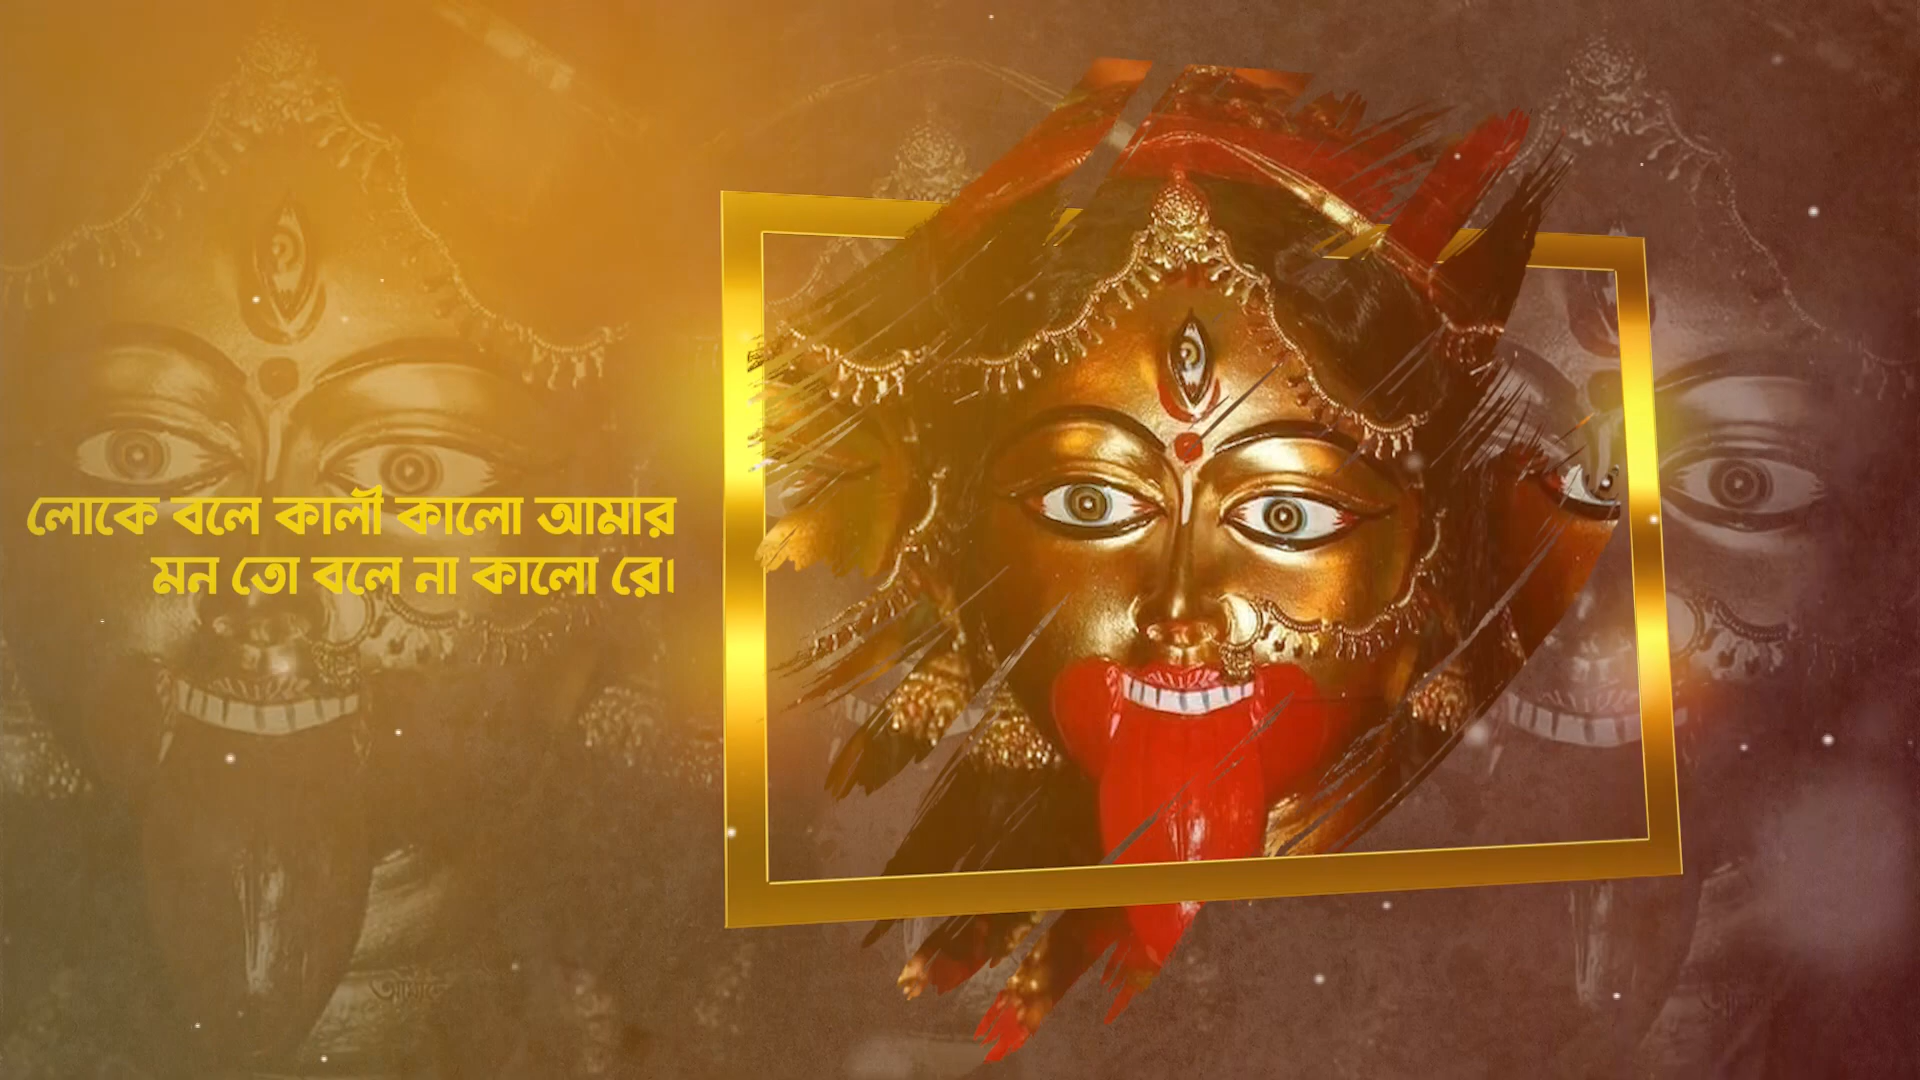 লোকে বলে কালী কালো আমার
মন তো বলে না কালো রে।